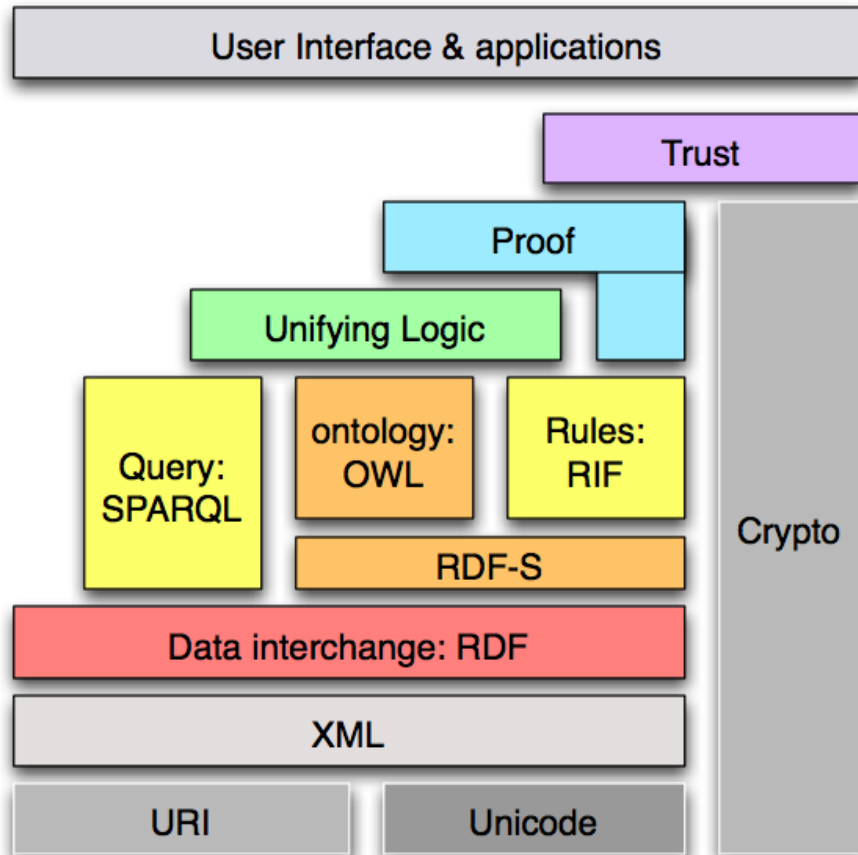 User Interface & applications
Trust
Proof
Unifying Logic
Query:
SPARQL
ontology:
OWL
Rules:
RIF
Crypto
RDF-S
Data interchange: RDF
XML
URI
Unicode